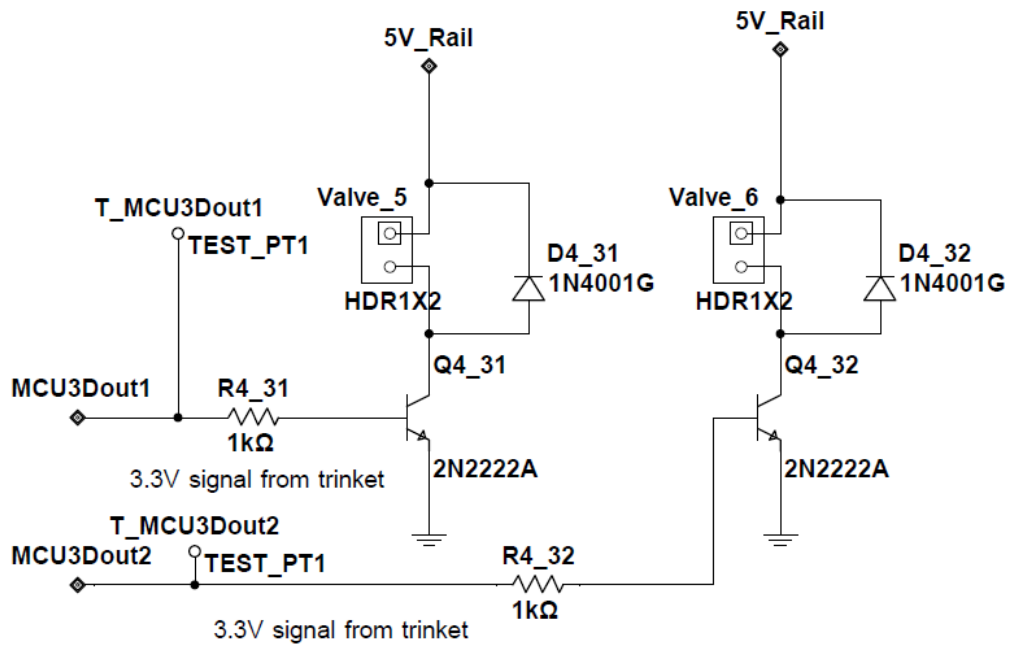 5V_Rail
5V_Rail
Valve_5
Valve_6
T_MCU3Dout1
TEST_PT1
D4_31
1N4001G
D4_32
1N4001G
HDR1X2
HDR1X2
Q4_31
Q4_32
MCU3Dout1
R4_31
1kΩ
2N2222A
2N2222A
3.3V signal from trinket
T_MCU3Dout2
MCU3Dout2
TEST_PT1
R4_32
1kΩ
3.3V signal from trinket